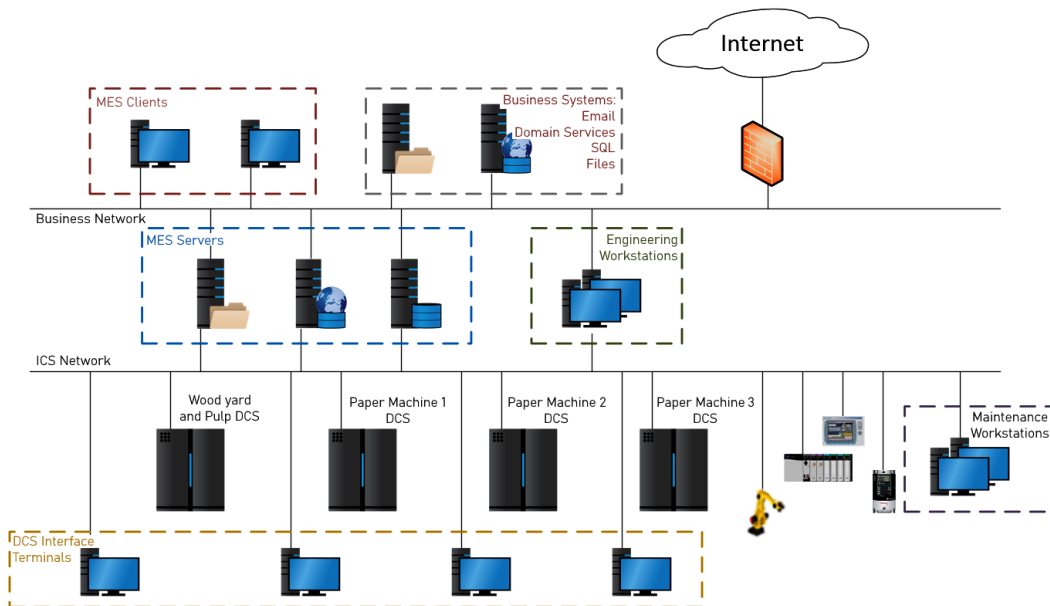 Internet
MES Clients
Business Systems:
Email
Domain Services
SQL
Files
Business Network
MES Servers
Engineering
Workstations
ICS Network
Wood yard
and Pulp DCS
Paper Machine 1
DCS
Paper Machine 2
DCS
Paper Machine 3
DCS
Maintenance
Workstations
DCS Interface
Terminals